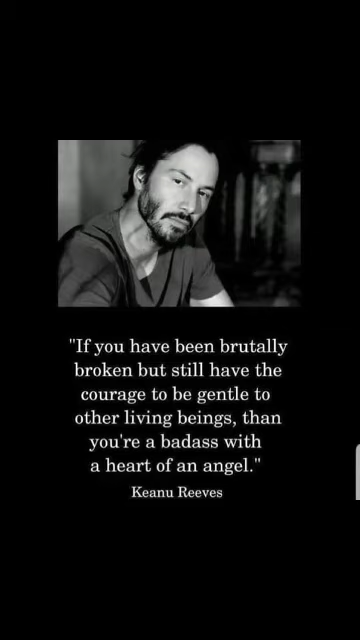 "If you have been brutally
broken but still have the
courage to be gentle to
other living beings, than
you're a badass with
a heart of an angel."
Keanu Reeves